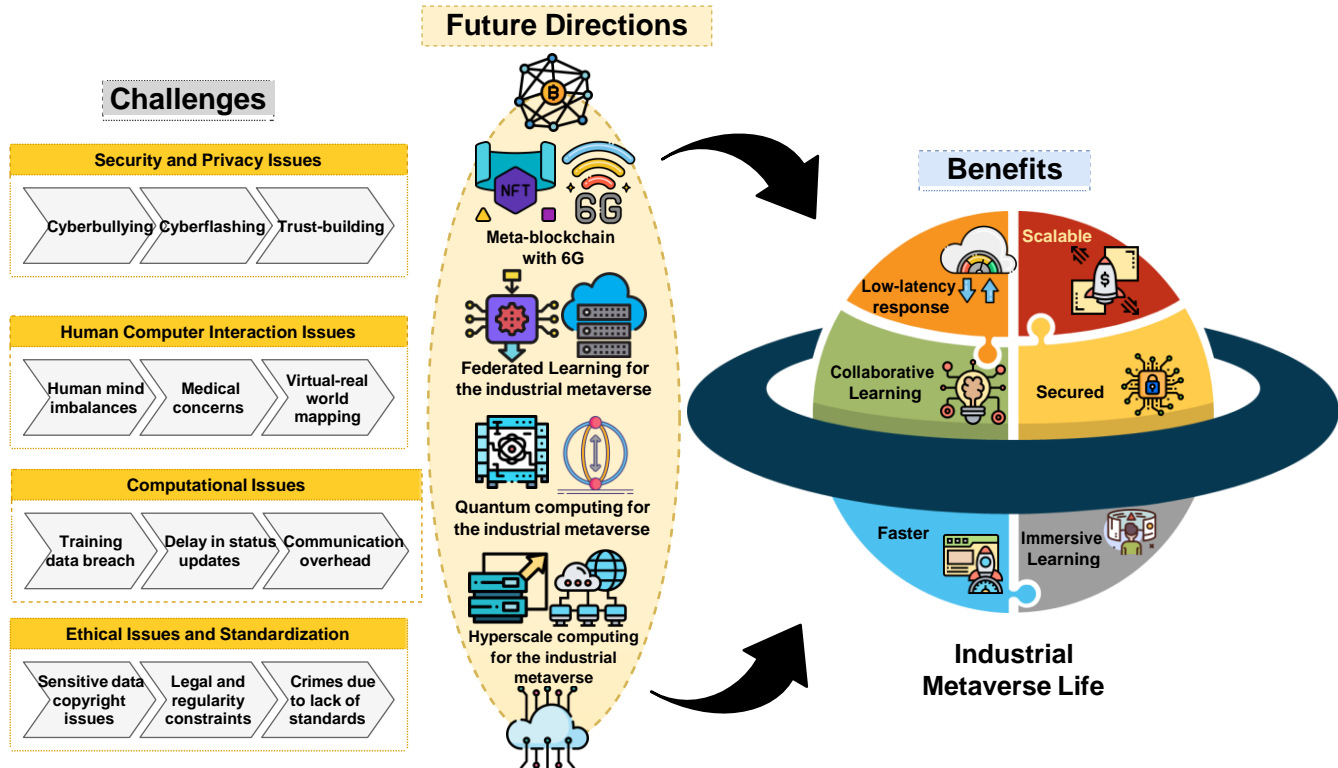 Challenges
Security and Privacy Issues
Cyberbullying
Cyberflashing
Trust-building
Human Computer Interaction Issues
Human mind
imbalances
Medical
concerns
Virtual-real
world
mapping
Computational Issues
Training
data breach
Delay in status
updates
Communication
overhead
Ethical Issues and Standardization
Sensitive data
copyright
issues
Legal and
regularity
constraints
Crimes due
to lack of
standards
Future Directions
₿
NFT
6G
Meta-blockchain
with 6G
Federated Learning for
the industrial metaverse
Quantum computing for
the industrial metaverse
Hyperscale computing
for the industrial
metaverse
Benefits
Low-latency
response
Scalable
$
Collaborative
Learning
Secured
Faster
Immersive
Learning
Industrial
Metaverse Life